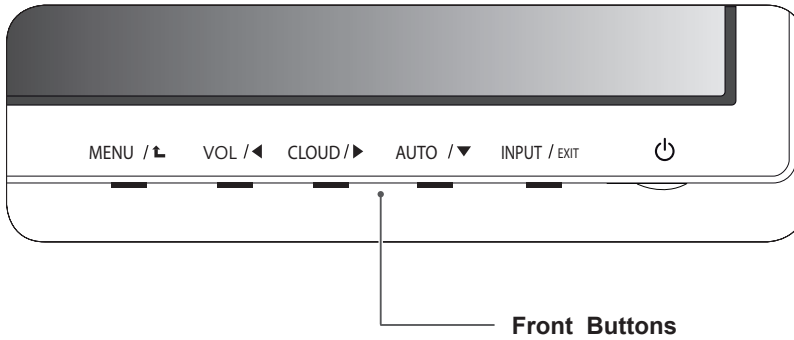 MENU / ⮤ VOL /◀ CLOUD/▶ AUTO /▼ INPUT / EXIT
Front Buttons